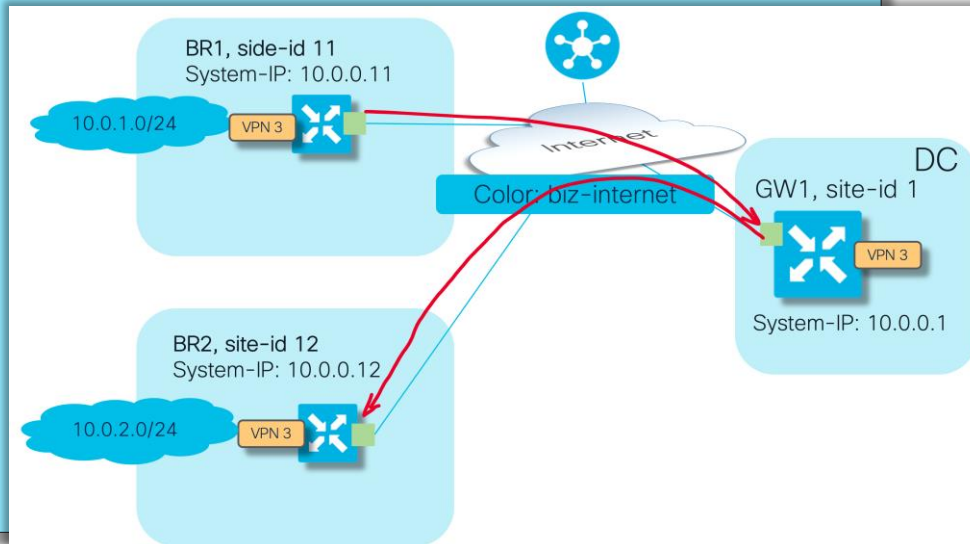 BR1, side-id 11
System-IP: 10.0.0.11
10.0.1.0/24
VPN 3
Internet
Color: biz-internet
DC
GW1, site-id 1
VPN 3
System-IP: 10.0.0.1
BR2, site-id 12
System-IP: 10.0.0.12
10.0.2.0/24
VPN 3